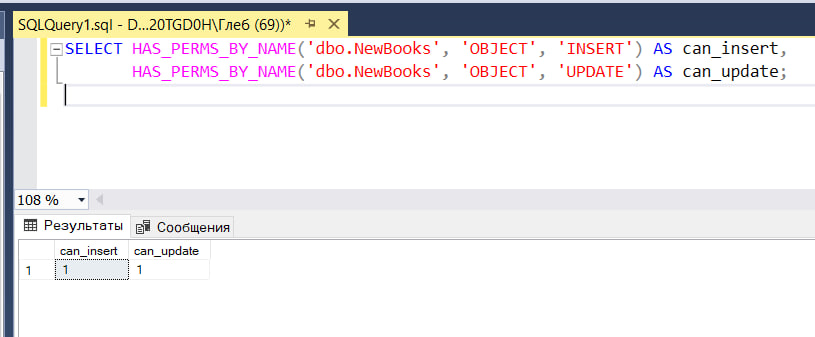 SQLQuery1.sql - D...20TGD0H\Глеб (69))*
SELECT HAS_PERMS_BY_NAME('dbo.NewBooks', 'OBJECT', 'INSERT') AS can_insert,
HAS_PERMS_BY_NAME('dbo.NewBooks', 'OBJECT', 'UPDATE') AS can_update;
108 %
Результаты Сообщения
can_insert can_update
1 1 1